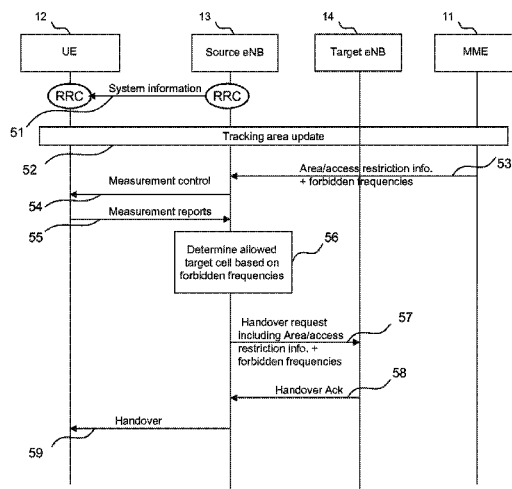 12
13
14
11
UE
Source eNB
Target eNB
MME
RRC
System information
RRC
51
Tracking area update
52
Area/access restriction info.
+ forbidden frequencies
53
Measurement control
54
Measurement reports
55
56
Determine allowed
target cell based on
forbidden frequencies
Handover request
including Area/access
restriction info. +
forbidden frequencies
57
58
Handover Ack
Handover
59